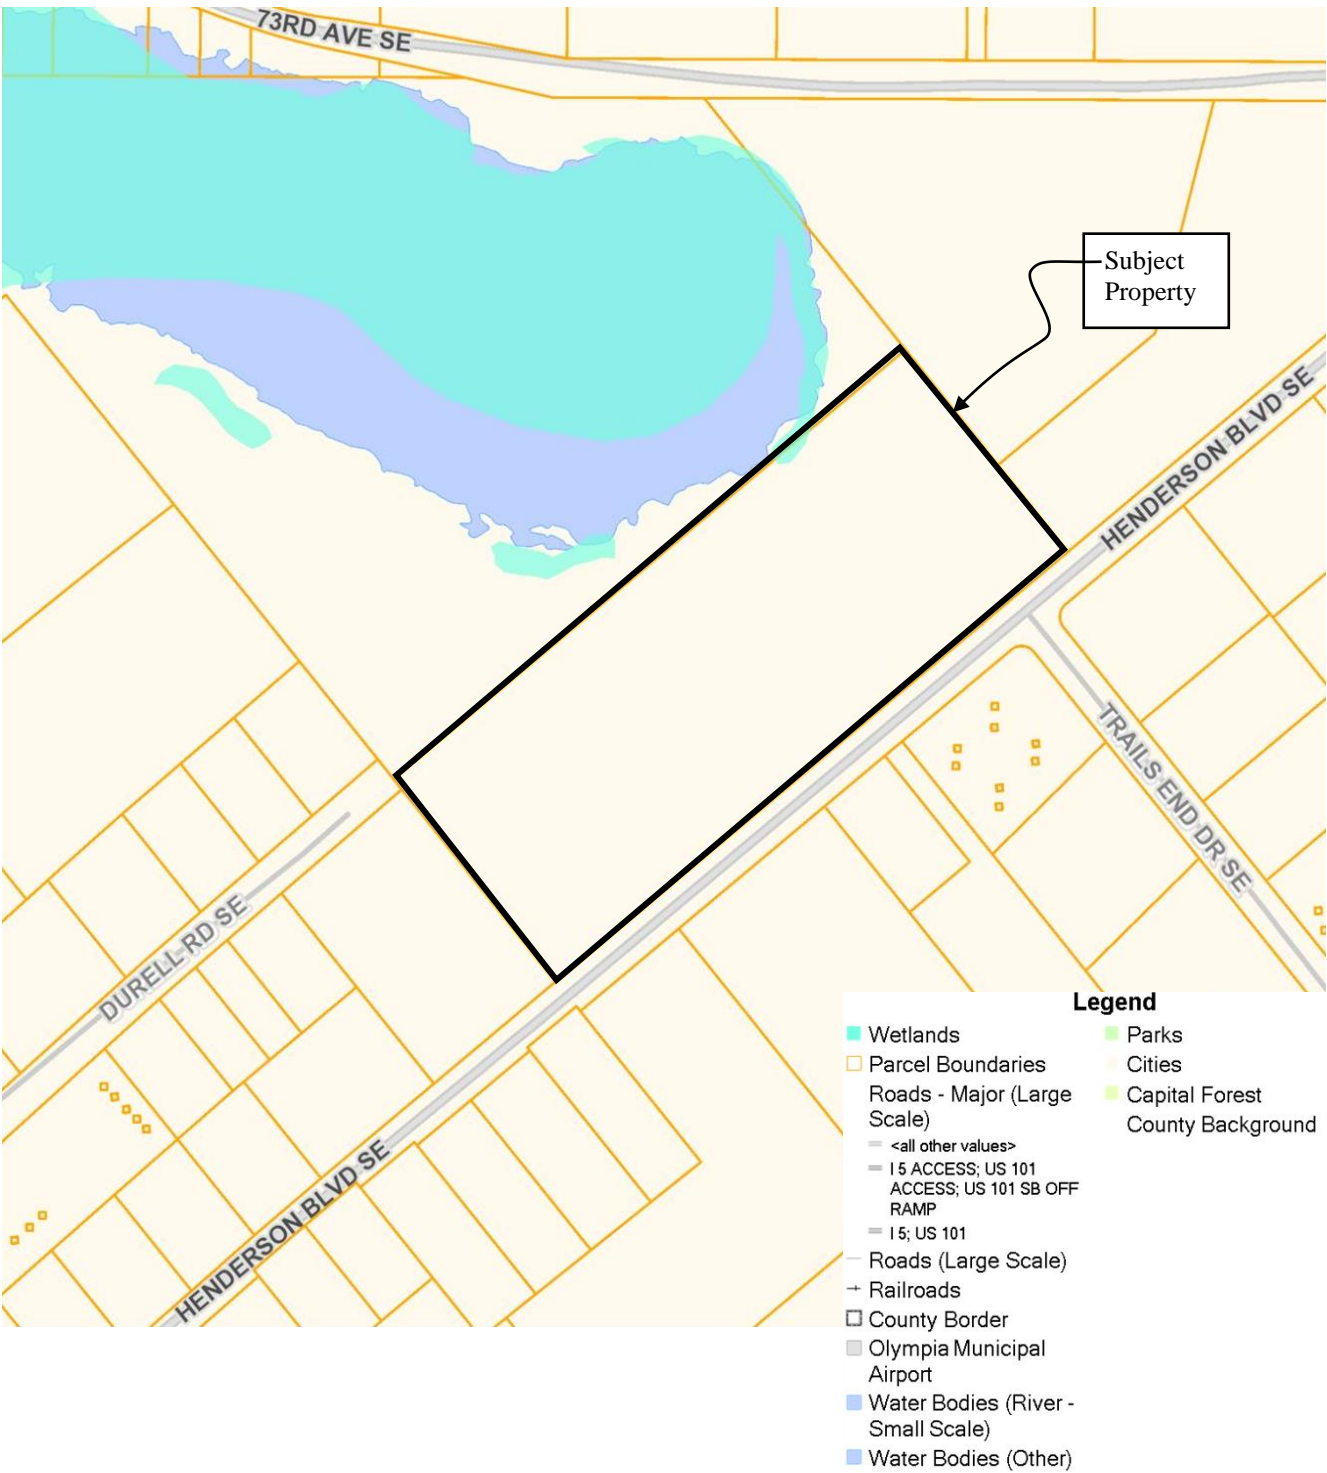 73RD AVE SE
Subject
Property
HENDERSON BLVD SE
TRAILS END DR SE
DURELL RD SE
HENDERSON BLVD SE
Legend
Wetlands
Parcel Boundaries
Roads - Major (Large
Scale)
<all other values>
I 5 ACCESS; US 101
ACCESS; US 101 SB OFF
RAMP
I 5; US 101
Roads (Large Scale)
Railroads
County Border
Olympia Municipal
Airport
Water Bodies (River -
Small Scale)
Water Bodies (Other)
Parks
Cities
Capital Forest
County Background